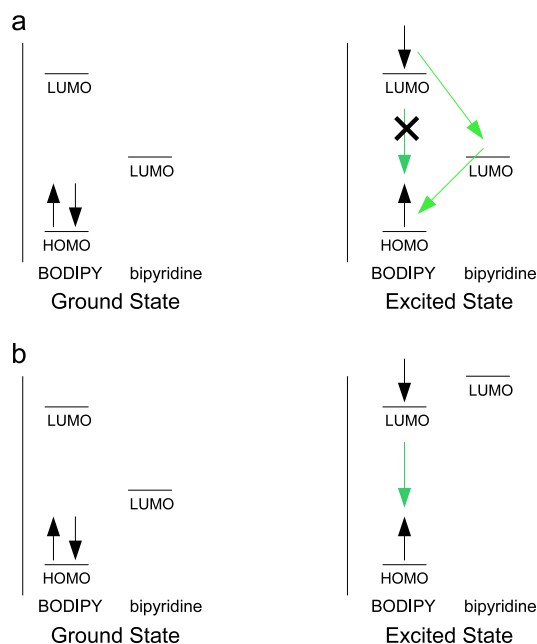 a
LUMO
LUMO
HOMO
BODIPY bipyridine
Ground State
LUMO
LUMO
HOMO
BODIPY bipyridine
Excited State
b
LUMO
LUMO
HOMO
BODIPY bipyridine
Ground State
LUMO
LUMO
HOMO
BODIPY bipyridine
Excited State